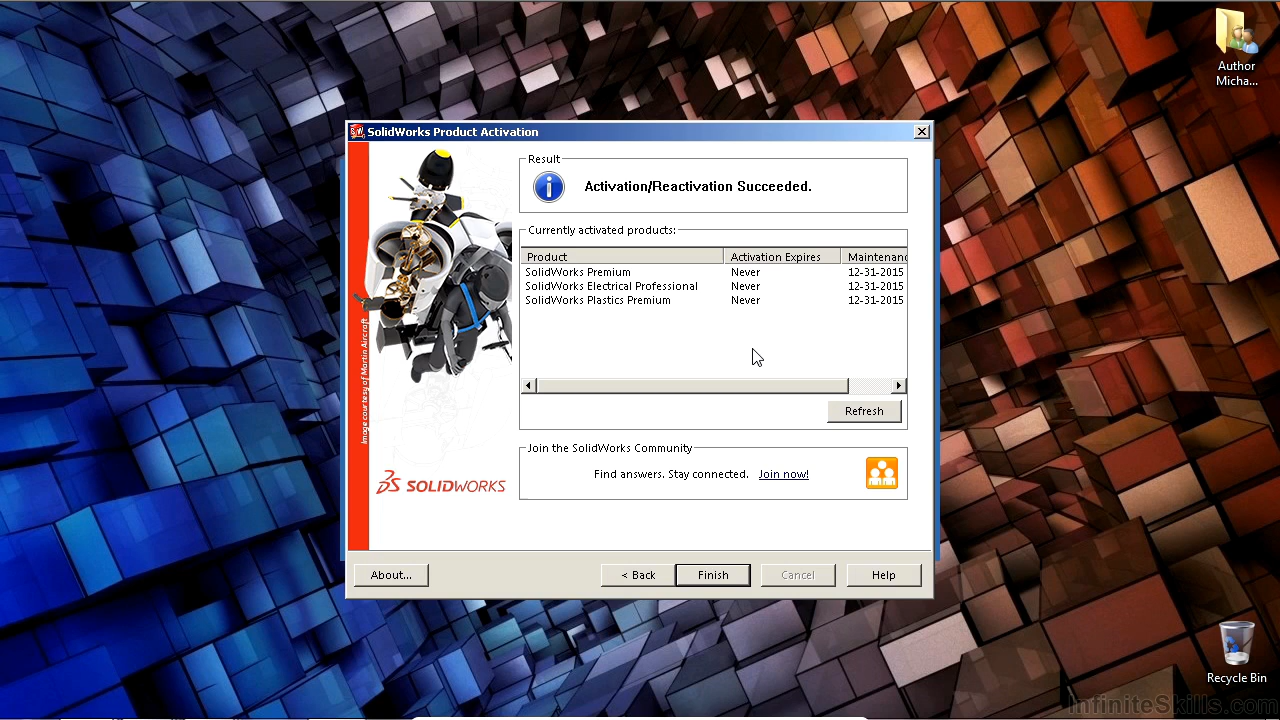 Author
Micha...
SolidWorks Product Activation
Result
Activation/Reactivation Succeeded.
Currently activated products:
Product Activation Expires Maintenanc
SolidWorks Premium Never 12-31-2015
SolidWorks Electrical Professional Never 12-31-2015
SolidWorks Plastics Premium Never 12-31-2015
Refresh
Image courtesy of Martin Aircraft
Join the SolidWorks Community
Find answers. Stay connected. Join now!
SOLIDWORKS
About... < Back Finish Cancel Help
Recycle Bin
InfiniteSkills.com